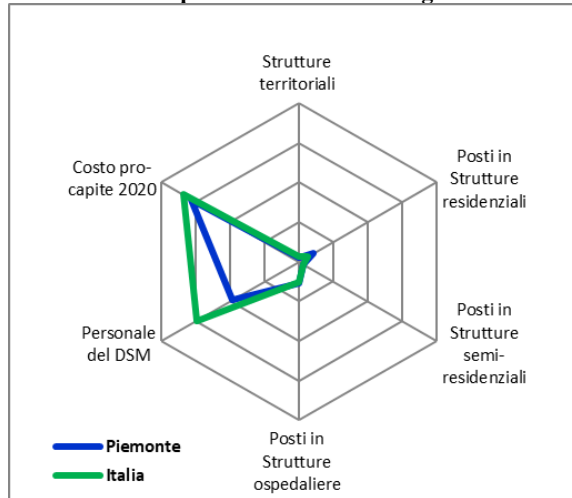 Strutture
territoriali
Costo pro-
capite 2020
Posti in
Strutture
residenziali
Personale
del DSM
Posti in
Strutture
semi-
residenziali
Posti in
Strutture
ospedaliere
Piemonte
Italia